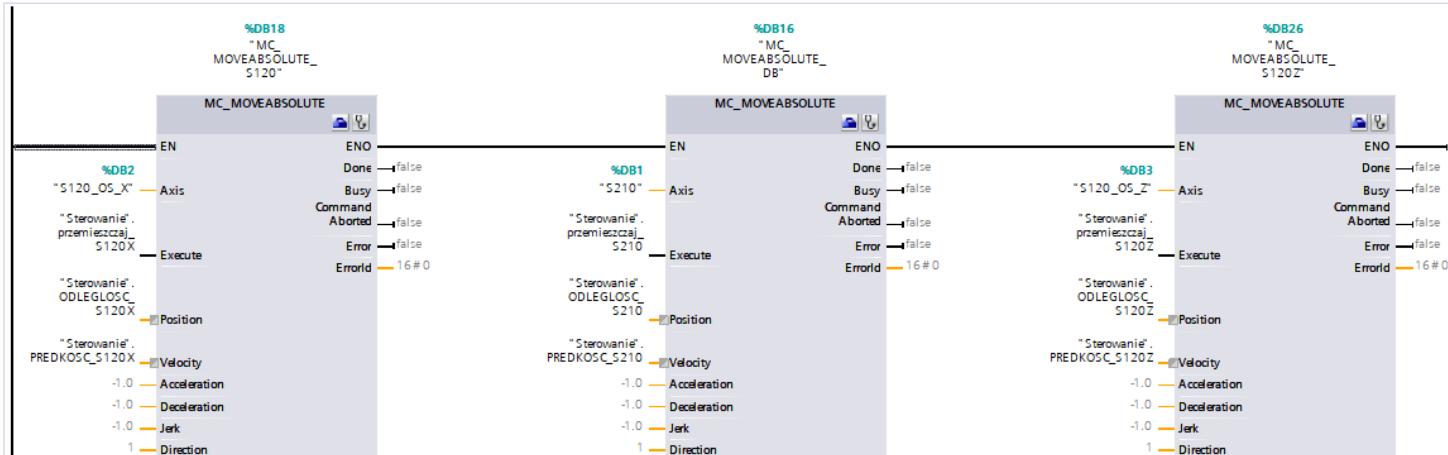 %DB18
"MC_
MOVEABSOLUTE_
S120"
MC_MOVEABSOLUTE
EN
ENO
Done
false
%DB2
"S120_OS_X"
Axis
Busy
false
Command
Aborted
false
"Sterowanie".
przemieszczaj_
S120X
Execute
Error
false
ErrorId
16#0
"Sterowanie".
ODLEGLOSC_
S120X
Position
"Sterowanie".
PREDKOSC_S120X
Velocity
-1.0
Acceleration
-1.0
Deceleration
-1.0
Jerk
1
Direction
%DB16
"MC_
MOVEABSOLUTE_
DB"
MC_MOVEABSOLUTE
EN
ENO
Done
false
%DB1
"S210"
Axis
Busy
false
Command
Aborted
false
"Sterowanie".
przemieszczaj_
S210
Execute
Error
false
ErrorId
16#0
"Sterowanie".
ODLEGLOSC_
S210
Position
"Sterowanie".
PREDKOSC_S210
Velocity
-1.0
Acceleration
-1.0
Deceleration
-1.0
Jerk
1
Direction
%DB26
"MC_
MOVEABSOLUTE_
S120Z"
MC_MOVEABSOLUTE
EN
ENO
Done
false
%DB3
"S120_OS_Z"
Axis
Busy
false
Command
Aborted
false
"Sterowanie".
przemieszczaj_
S120Z
Execute
Error
false
ErrorId
16#0
"Sterowanie".
ODLEGLOSC_
S120Z
Position
"Sterowanie".
PREDKOSC_S120Z
Velocity
-1.0
Acceleration
-1.0
Deceleration
-1.0
Jerk
1
Direction